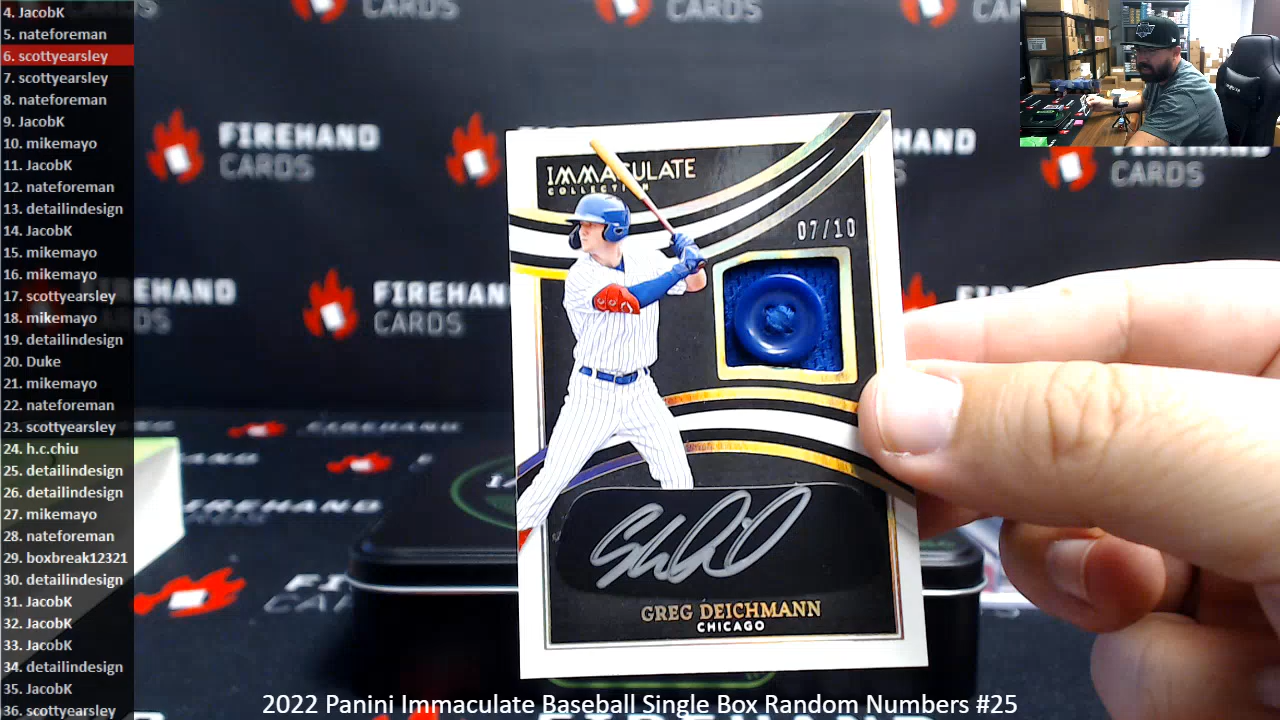 4. JacobK
5. nateforeman
6. scottyearsley
7. scottyearsley
8. nateforeman
9. JacobK
10. mikemayo
11. JacobK
12. nateforeman
13. detailindesign
14. JacobK
15. mikemayo
16. mikemayo
17. scottyearsley
18. mikemayo
19. detailindesign
20. Duke
21. mikemayo
22. nateforeman
23. scottyearsley
24. h.c.chiu
25. detailindesign
26. detailindesign
27. mikemayo
28. nateforeman
29. boxbreak12321
30. detailindesign
31. JacobK
32. JacobK
33. JacobK
34. detailindesign
35. JacobK
36. scottyearsley
CARDS
CARDS
FIREHAND
CARDS
FIREHAND
CARDS
IMMACULATE
COLLECTION
07/10
GREG DEICHMANN
CHICAGO
2022 Panini Immaculate Baseball Single Box Random Numbers #25